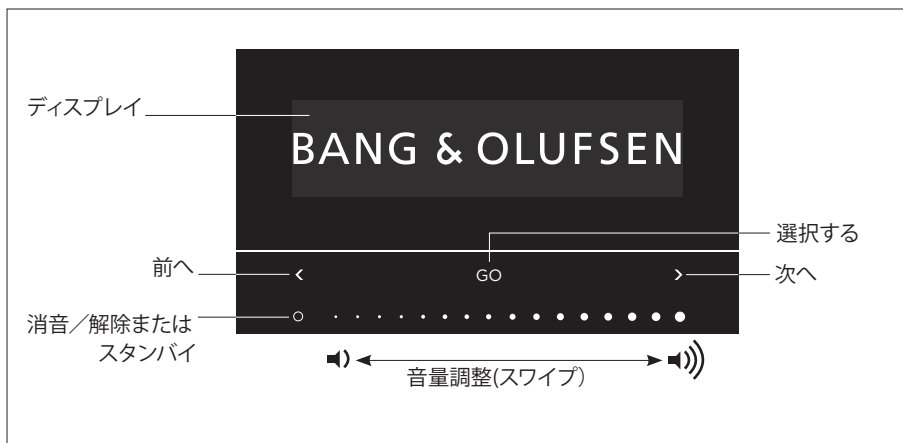 ディスプレイ
BANG & OLUFSEN
選択する
前へ
GO
次へ
消音／解除または
スタンバイ
音量調整(スワイプ）